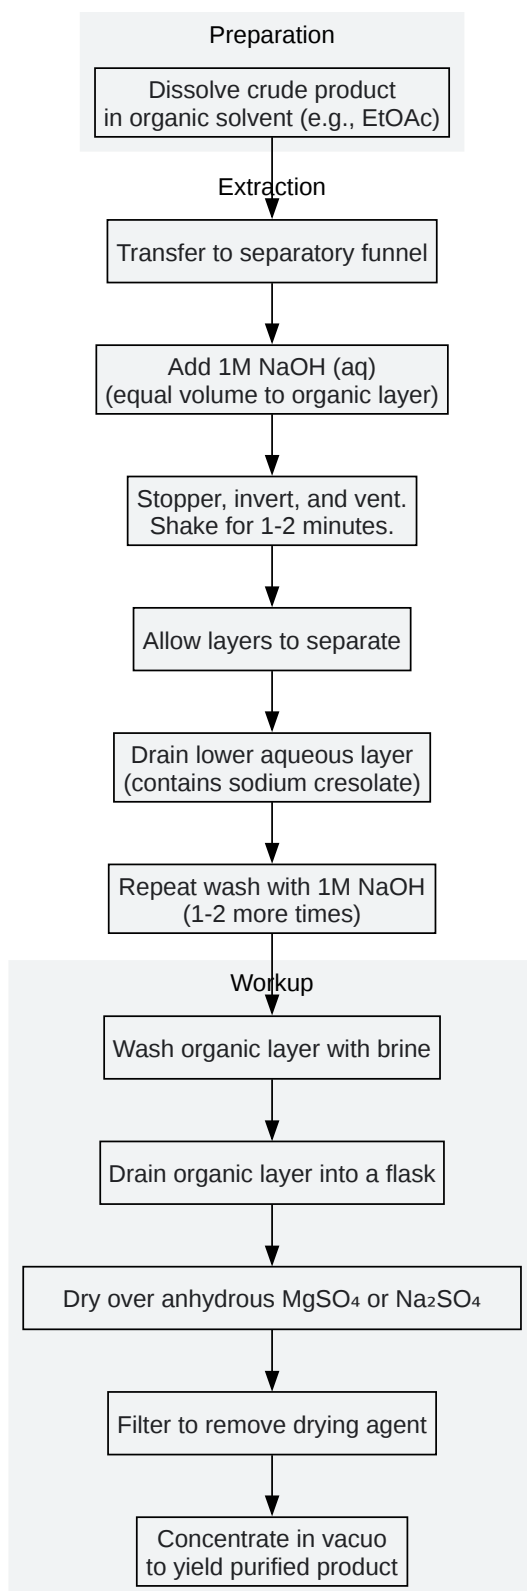 Preparation
Dissolve crude product
in organic solvent (e.g., EtOAc)
Extraction
Transfer to separatory funnel
Add 1M NaOH (aq)
(equal volume to organic layer)
Stopper, invert, and vent.
Shake for 1-2 minutes.
Allow layers to separate
Drain lower aqueous layer
(contains sodium cresolate)
Repeat wash with 1M NaOH
(1-2 more times)
Workup
Wash organic layer with brine
Drain organic layer into a flask
Dry over anhydrous MgSO₄ or Na₂SO₄
Filter to remove drying agent
Concentrate in vacuo
to yield purified product